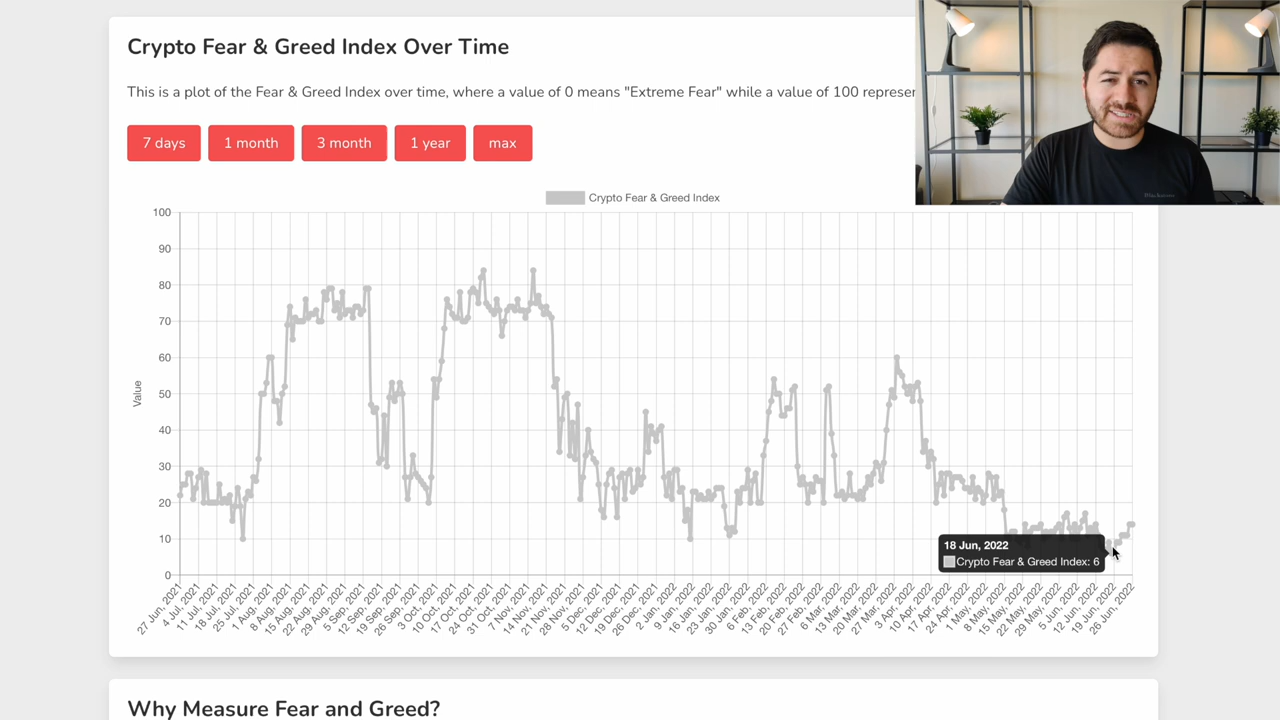 Crypto Fear & Greed Index Over Time
This is a plot of the Fear & Greed Index over time, where a value of 0 means "Extreme Fear" while a value of 100
7 days
1 month
3 month
1 year
max
Crypto Fear & Greed Index
100
90
80
70
60
50
40
30
20
10
0
Value
18 Jun, 2022
Crypto Fear & Greed Index: 6
27 Jun, 2021
4 Jul, 2021
11 Jul, 2021
18 Jul, 2021
25 Jul, 2021
1 Aug, 2021
8 Aug, 2021
15 Aug, 2021
22 Aug, 2021
29 Aug, 2021
5 Sep, 2021
12 Sep, 2021
19 Sep, 2021
26 Sep, 2021
3 Oct, 2021
10 Oct, 2021
17 Oct, 2021
24 Oct, 2021
31 Oct, 2021
7 Nov, 2021
14 Nov, 2021
21 Nov, 2021
28 Nov, 2021
5 Dec, 2021
12 Dec, 2021
19 Dec, 2021
26 Dec, 2021
2 Jan, 2022
9 Jan, 2022
16 Jan, 2022
23 Jan, 2022
30 Jan, 2022
6 Feb, 2022
13 Feb, 2022
20 Feb, 2022
27 Feb, 2022
6 Mar, 2022
13 Mar, 2022
20 Mar, 2022
27 Mar, 2022
3 Apr, 2022
10 Apr, 2022
17 Apr, 2022
24 Apr, 2022
1 May, 2022
8 May, 2022
15 May, 2022
22 May, 2022
29 May, 2022
5 Jun, 2022
12 Jun, 2022
19 Jun, 2022
26 Jun, 2022
Why Measure Fear and Greed?